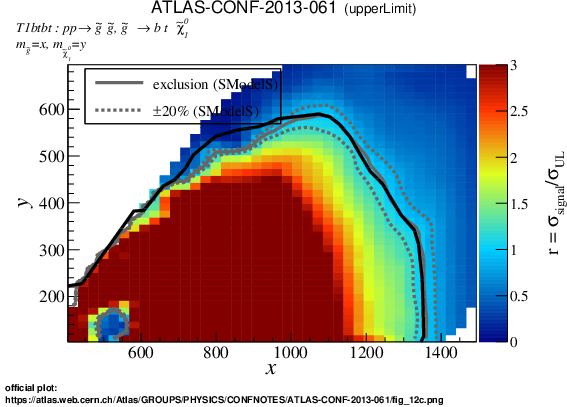 ATLAS-CONF-2013-061 (upperLimit)
T1btbt : pp→ g̃ g̃, g̃ → b t χ̃₁⁰
m_g̃=x, m_χ̃₁⁰=y
exclusion (SModelS)
±20% (SModelS)
600
500
400
300
200
y
600
800
1000
1200
1400
x
3
2.5
2
1.5
1
0.5
0
r = σ_signal/σ_UL
official plot:
https://atlas.web.cern.ch/Atlas/GROUPS/PHYSICS/CONFNOTES/ATLAS-CONF-2013-061/fig_12c.png